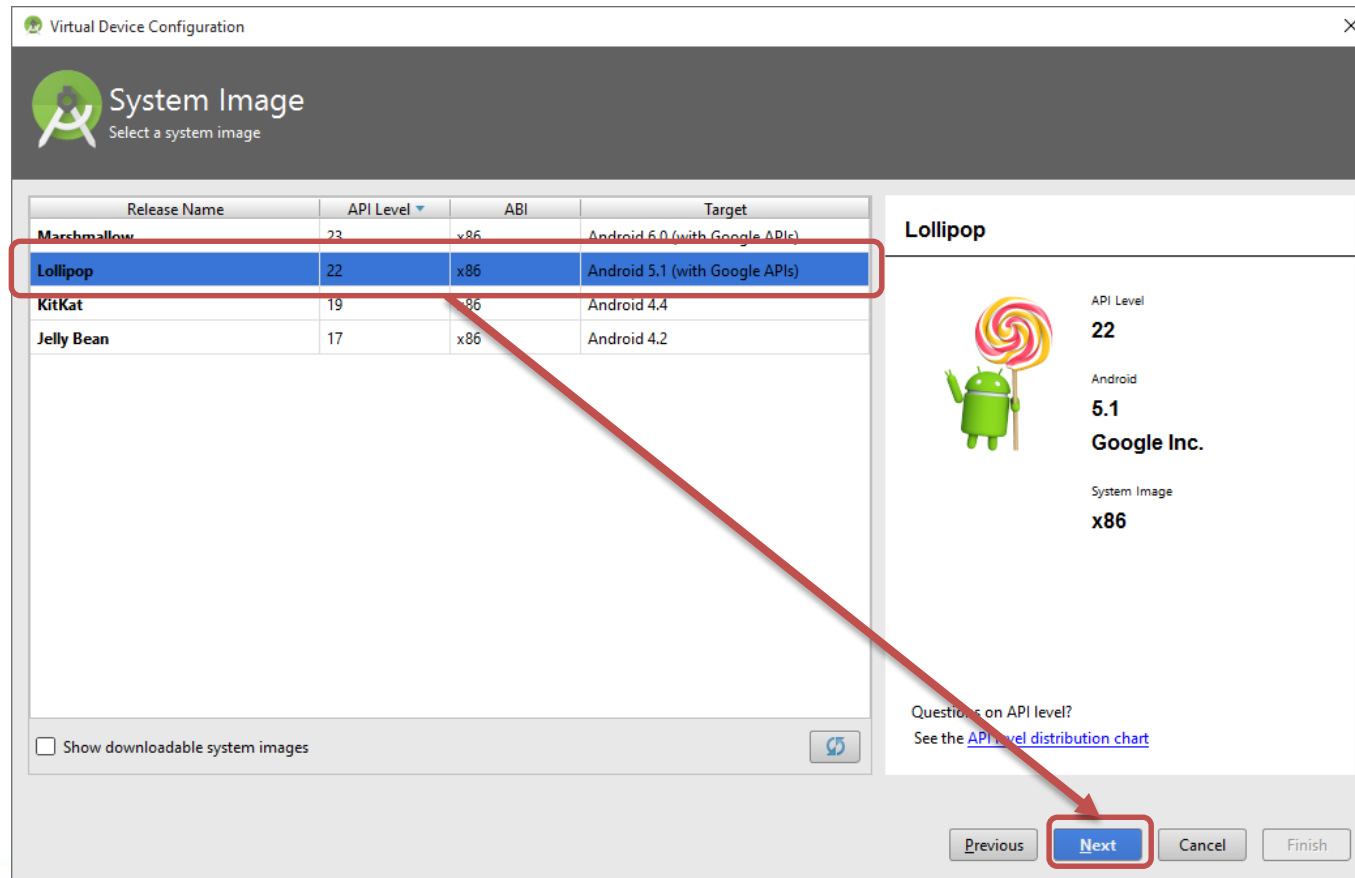 Virtual Device Configuration
System Image
Select a system image
Release Name API Level ABI Target
Marshmallow 23 x86 Android 6.0 (with Google APIs)
Lollipop 22 x86 Android 5.1 (with Google APIs)
KitKat 19 x86 Android 4.4
Jelly Bean 17 x86 Android 4.2
Show downloadable system images
Lollipop
API Level
22
Android
5.1
Google Inc.
System Image
x86
Questions on API level?
See the API level distribution chart
Previous Next Cancel Finish